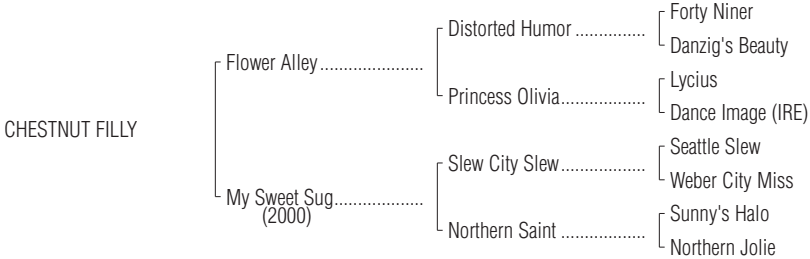 Forty Niner
Distorted Humor ...............
Danzig's Beauty
Flower Alley......................
Lycius
Princess Olivia..................
Dance Image (IRE)
CHESTNUT FILLY
Seattle Slew
Slew City Slew..................
Weber City Miss
My Sweet Sug...................
(2000)
Sunny's Halo
Northern Saint ..................
Northern Jolie